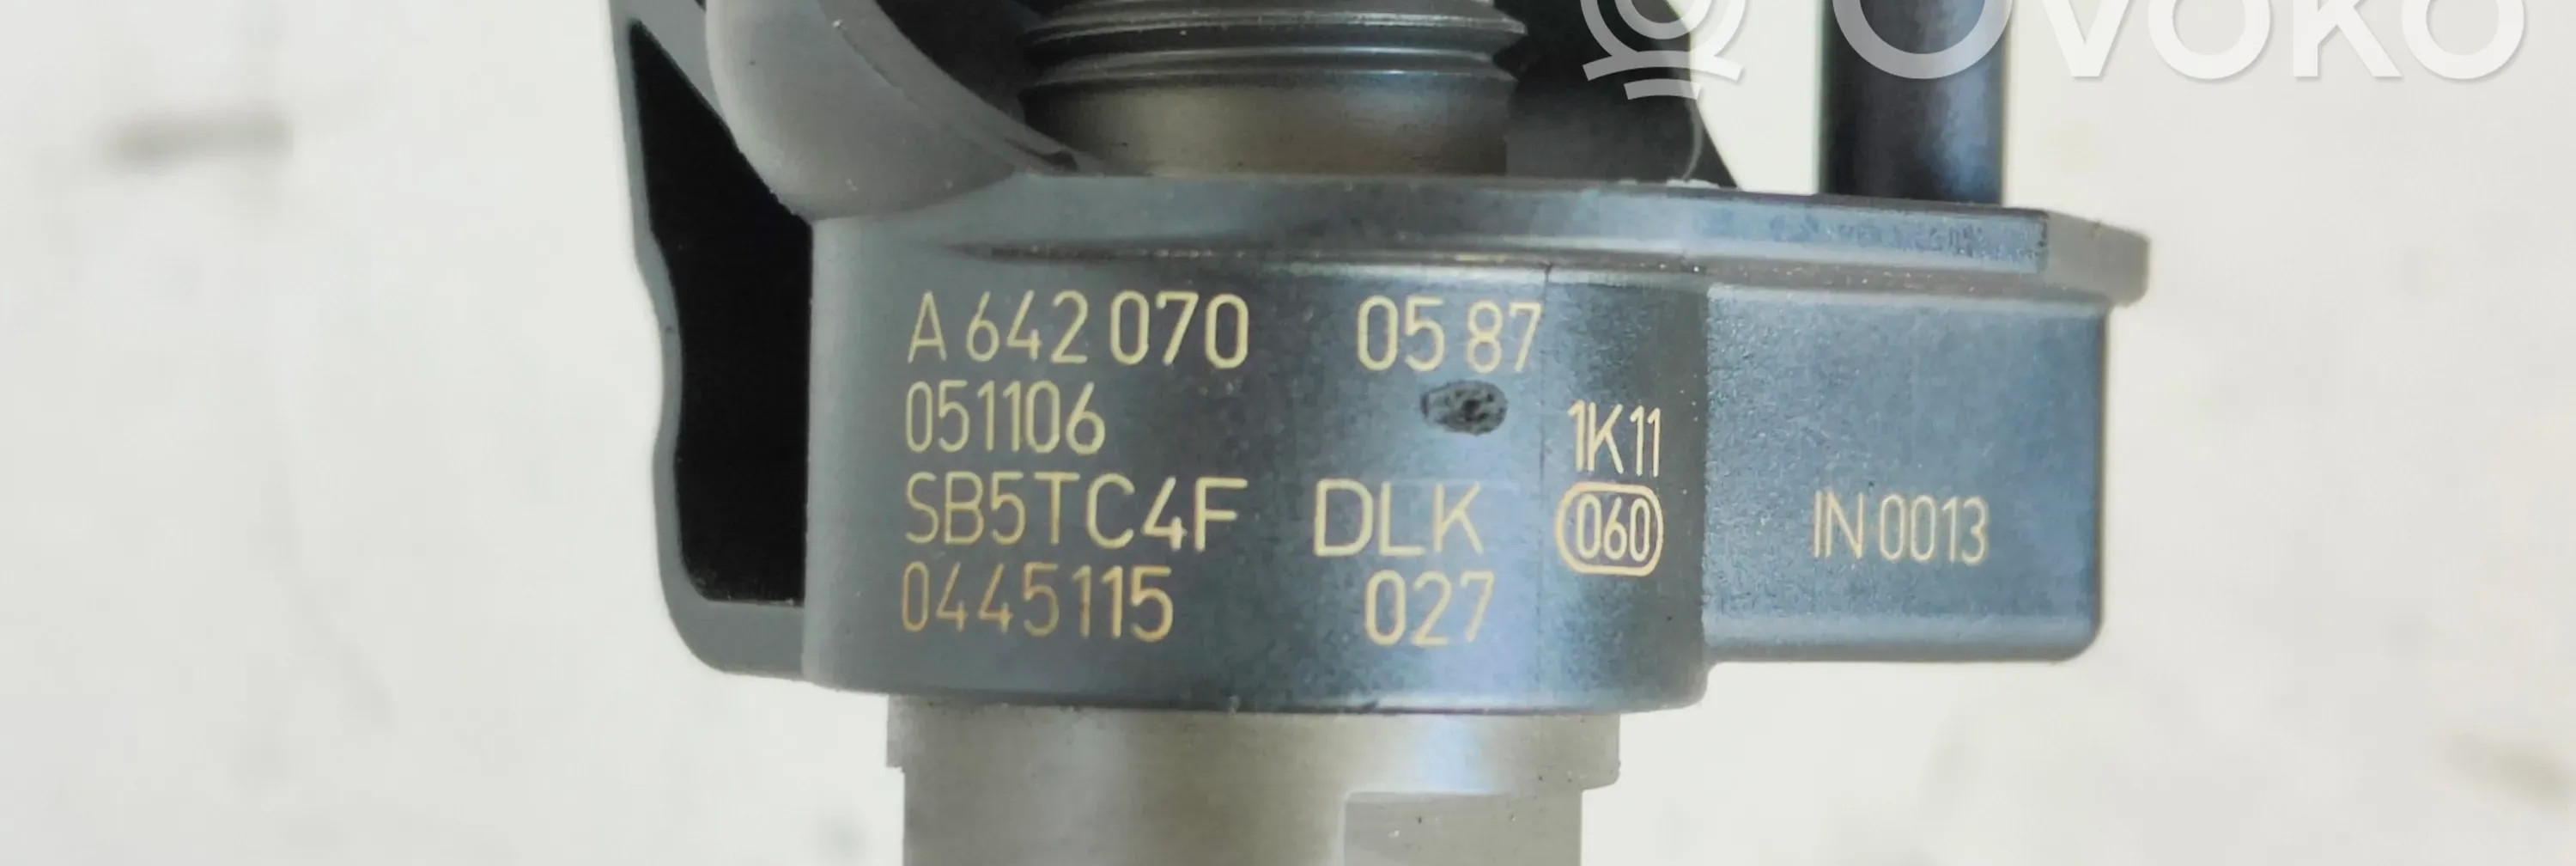 OVOKO
A 642 070 05 87
051106
1K11
SB5TC4F DLK
060
IN 0013
0445115 027